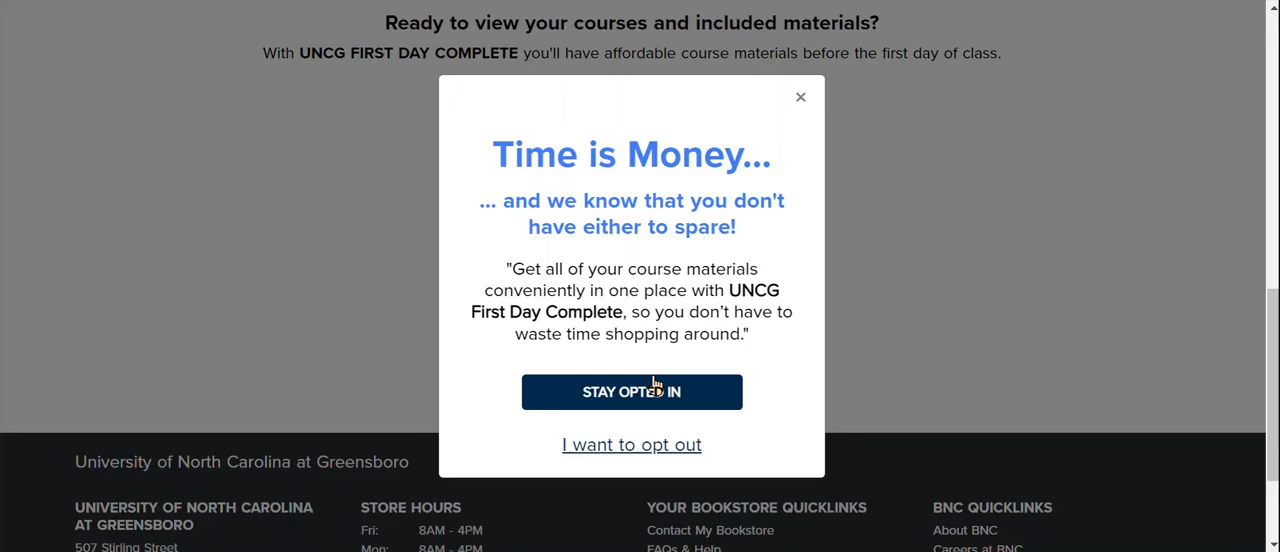 Ready to view your courses and included materials?
With UNCG FIRST DAY COMPLETE you'll have affordable course materials before the first day of class.
×
Time is Money...
... and we know that you don't
have either to spare!
"Get all of your course materials
conveniently in one place with UNCG
First Day Complete, so you don’t have to
waste time shopping around."
STAY OPTED IN
I want to opt out
University of North Carolina at Greensboro
UNIVERSITY OF NORTH CAROLINA
AT GREENSBORO
507 Stirling Street
STORE HOURS
Fri: 8AM - 4PM
Mon: 8AM - 4PM
YOUR BOOKSTORE QUICKLINKS
Contact My Bookstore
FAQs & Help
BNC QUICKLINKS
About BNC
Careers at BNC